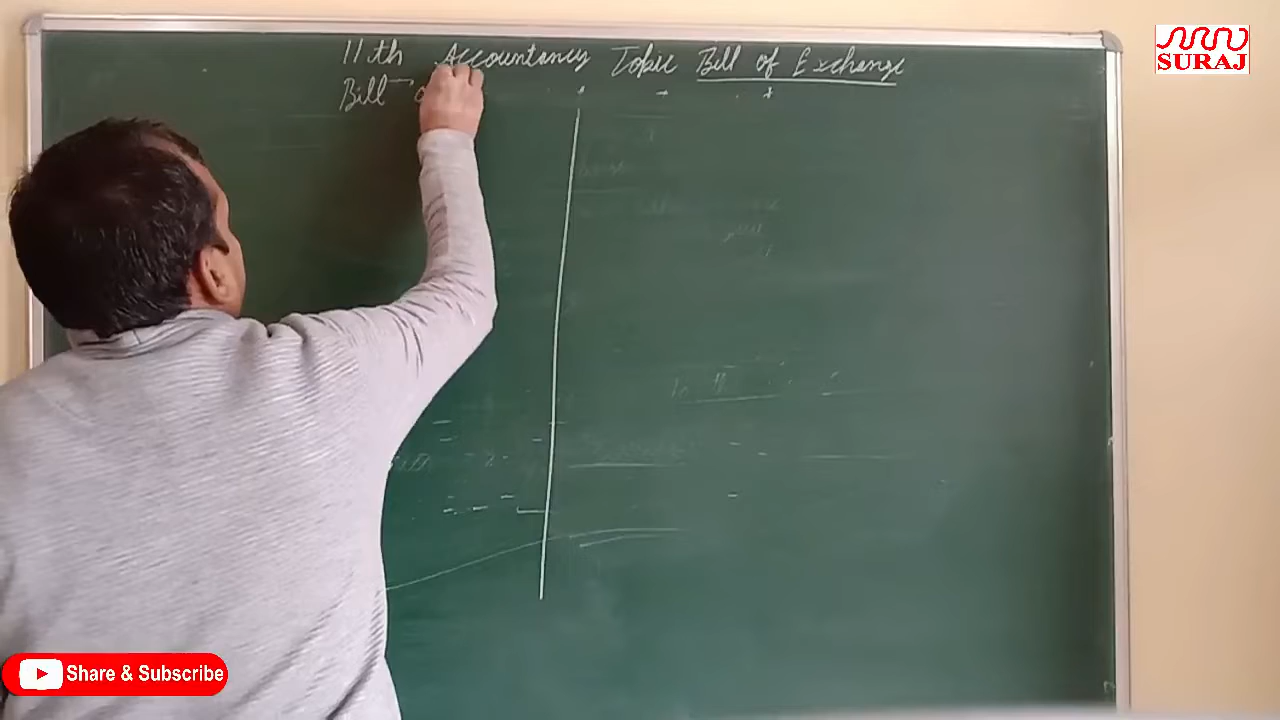 11th Accountancy Topic Bill of Exchange
Bill →
SURAJ
Share & Subscribe